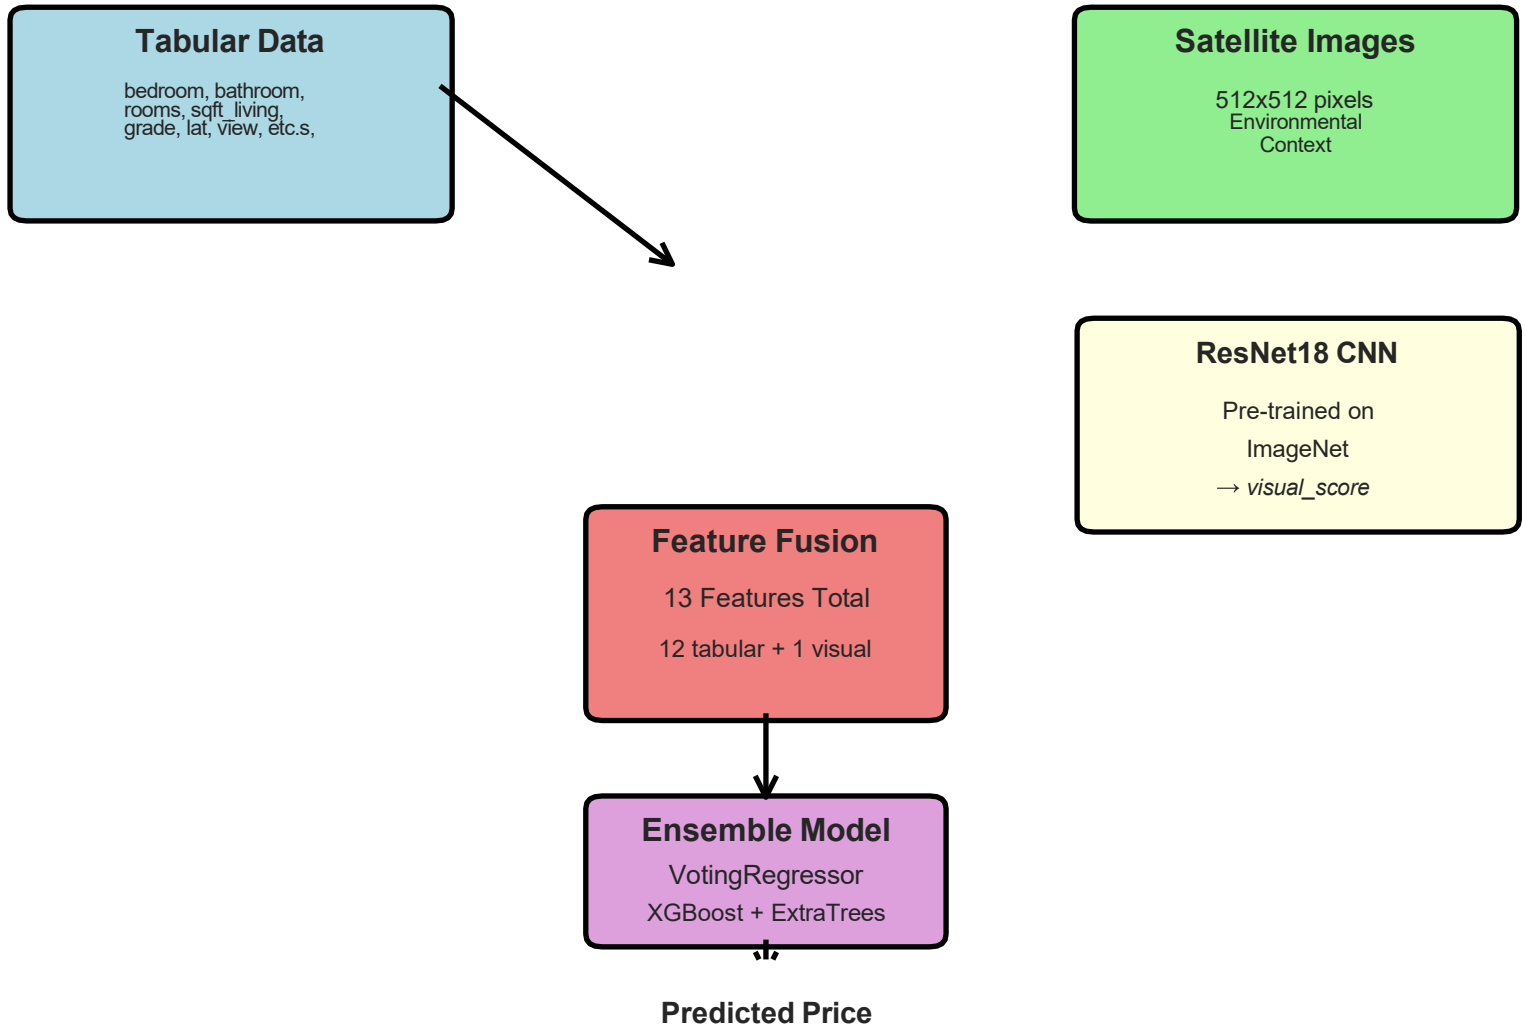 Tabular Data
bedroom, bathroom,
rooms, sqft_living,
grade, lat, view, etc.s,
Satellite Images
512x512 pixels
Environmental
Context
ResNet18 CNN
Pre-trained on
ImageNet
→ visual_score
Feature Fusion
13 Features Total
12 tabular + 1 visual
Ensemble Model
VotingRegressor
XGBoost + ExtraTrees
Predicted Price